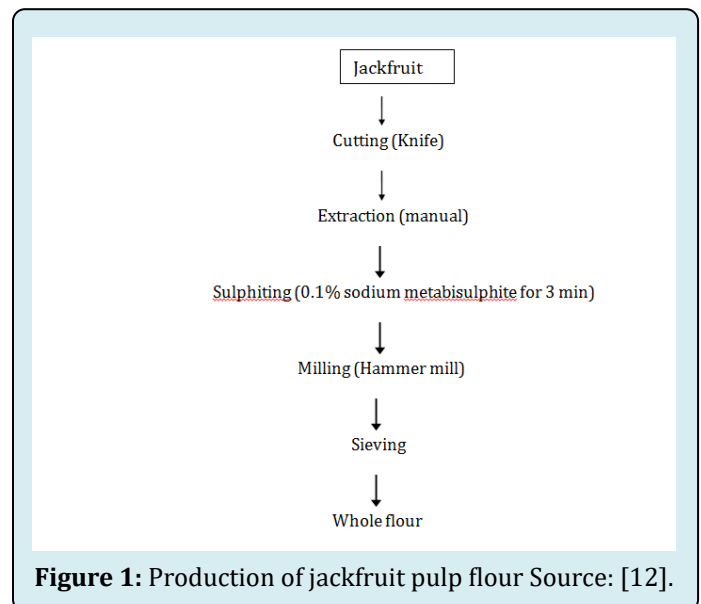 Jackfruit
Cutting (Knife)
Extraction (manual)
Sulphiting (0.1% sodium metabisulphite for 3 min)
Milling (Hammer mill)
Sieving
Whole flour
Figure 1: Production of jackfruit pulp flour Source: [12].